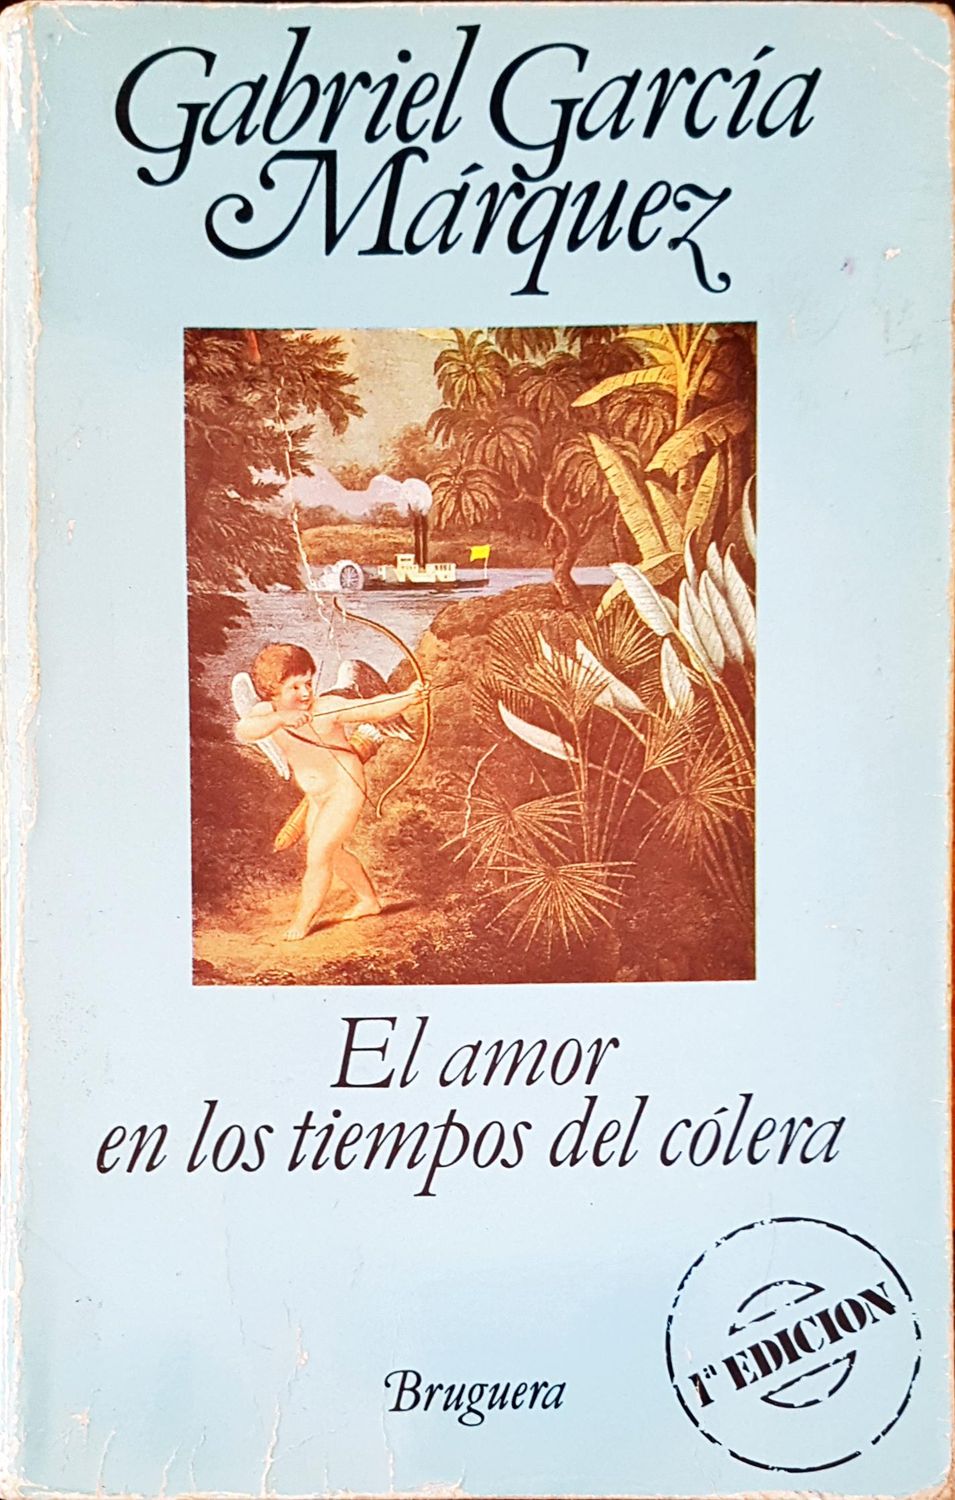 Gabriel García
Márquez
El amor
en los tiempos del cólera
Bruguera
1ª EDICION